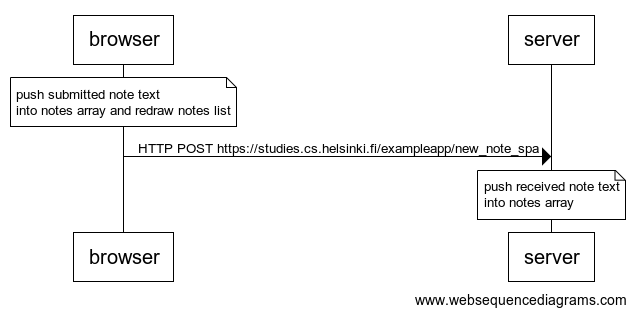 browser
server
push submitted note text
into notes array and redraw notes list
HTTP POST https://studies.cs.helsinki.fi/exampleapp/new_note_spa
push received note text
into notes array
browser
server
www.websequencediagrams.com